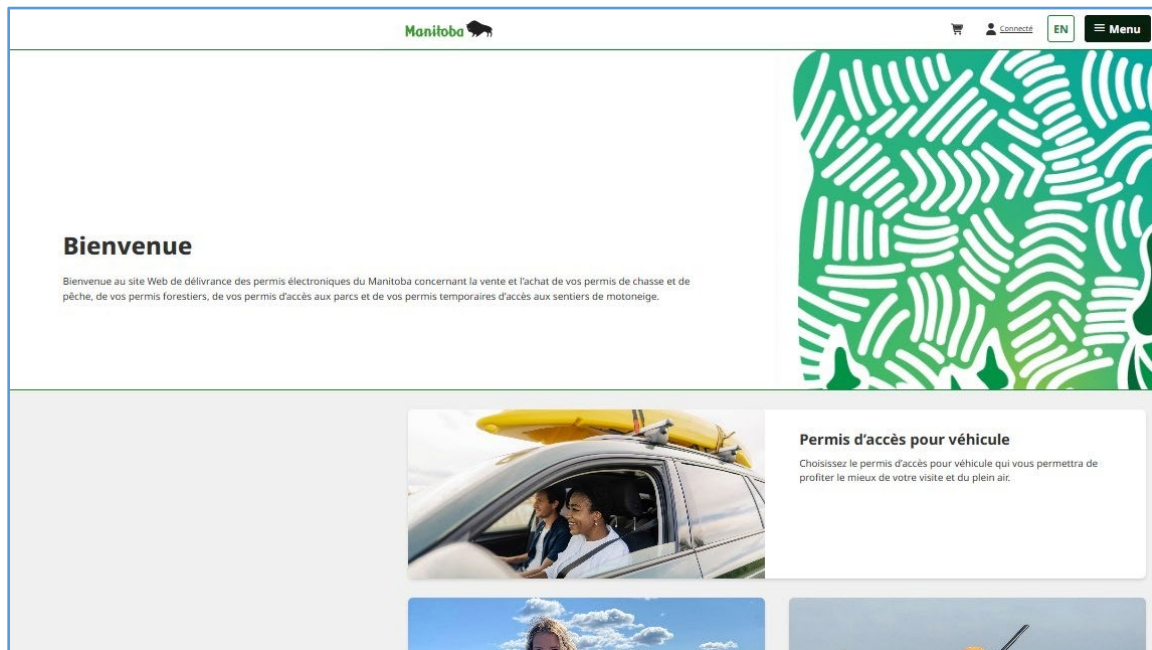 Manitoba
Connecté
EN
Menu
Bienvenue
Bienvenue au site Web de délivrance des permis électroniques du Manitoba concernant la vente et l'achat de vos permis de chasse et de
pêche, de vos permis forestiers, de vos permis d'accès aux parcs et de vos permis temporaires d'accès aux sentiers de motoneige.
Permis d'accès pour véhicule
Choisissez le permis d'accès pour véhicule qui vous permettra de
profiter le mieux de votre visite et du plein air.